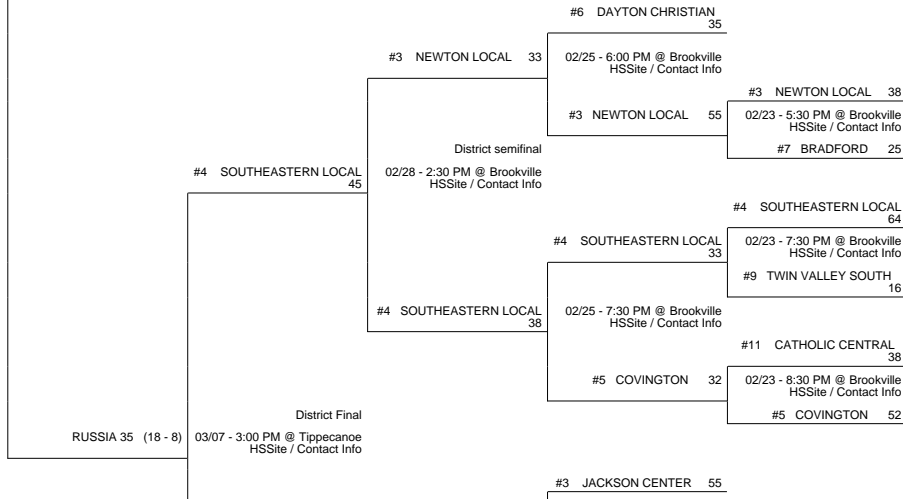 #6 DAYTON CHRISTIAN
35
#3 NEWTON LOCAL 33
02/25 - 6:00 PM @ Brookville
HSSite / Contact Info
#3 NEWTON LOCAL 38
#3 NEWTON LOCAL 55
02/23 - 5:30 PM @ Brookville
HSSite / Contact Info
#7 BRADFORD 25
District semifinal
#4 SOUTHEASTERN LOCAL
45
02/28 - 2:30 PM @ Brookville
HSSite / Contact Info
#4 SOUTHEASTERN LOCAL
64
#4 SOUTHEASTERN LOCAL
33
02/23 - 7:30 PM @ Brookville
HSSite / Contact Info
#9 TWIN VALLEY SOUTH
16
#4 SOUTHEASTERN LOCAL
38
02/25 - 7:30 PM @ Brookville
HSSite / Contact Info
#11 CATHOLIC CENTRAL
38
#5 COVINGTON 32
02/23 - 8:30 PM @ Brookville
HSSite / Contact Info
#5 COVINGTON 52
District Final
RUSSIA 35 (18 - 8)
03/07 - 3:00 PM @ Tippecanoe
HSSite / Contact Info
#3 JACKSON CENTER 55